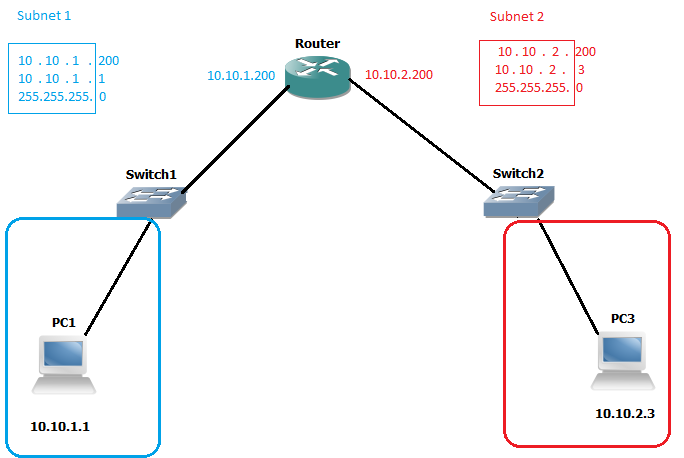 Subnet 1
Subnet 2
Router
10 . 10 . 1 . 200
10 . 10 . 1 . 1
255.255.255. 0
10.10.1.200
10.10.2.200
10 . 10 . 2 . 200
10 . 10 . 2 . 3
255.255.255. 0
Switch1
Switch2
PC1
PC3
10.10.1.1
10.10.2.3